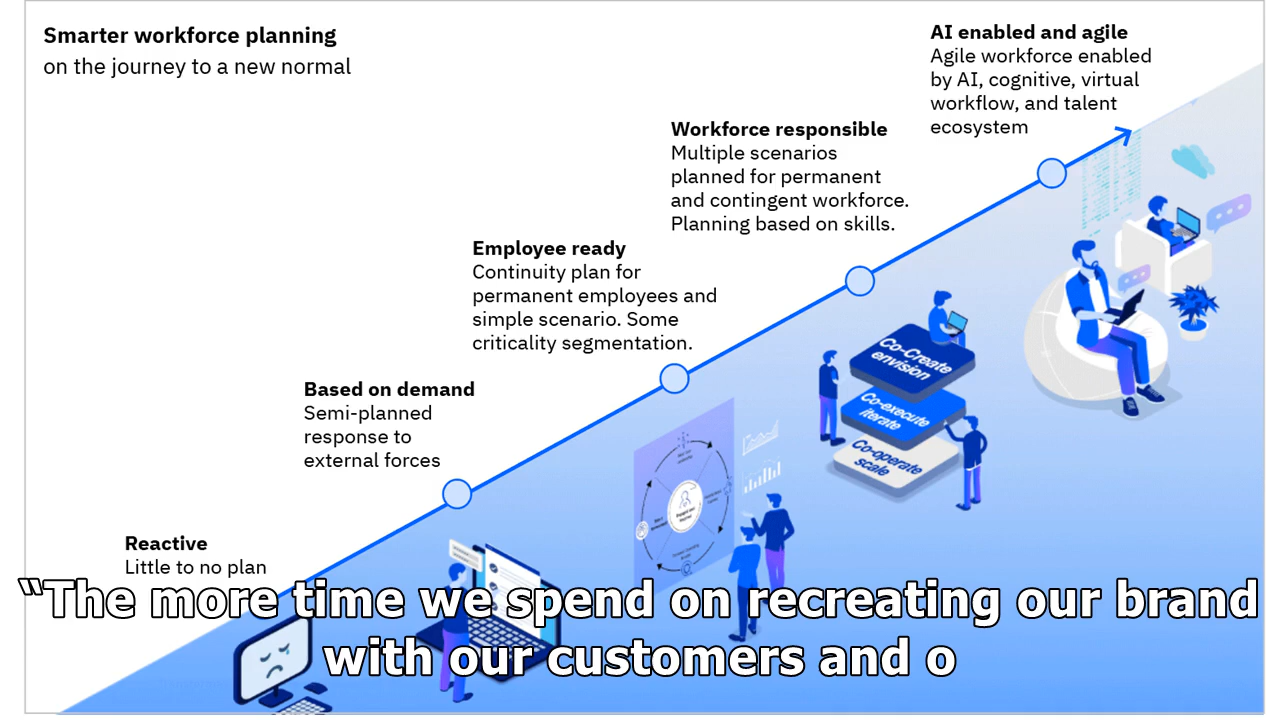 Smarter workforce planning
on the journey to a new normal
AI enabled and agile
Agile workforce enabled
by AI, cognitive, virtual
workflow, and talent
ecosystem
Workforce responsible
Multiple scenarios
planned for permanent
and contingent workforce.
Planning based on skills.
Employee ready
Continuity plan for
permanent employees and
simple scenario. Some
criticality segmentation.
Based on demand
Semi-planned
response to
external forces
Reactive
Little to no plan
Co-Create
envision
Co-execute
iterate
Co-operate
scale
“The more time we spend on recreating our brand
with our customers and o